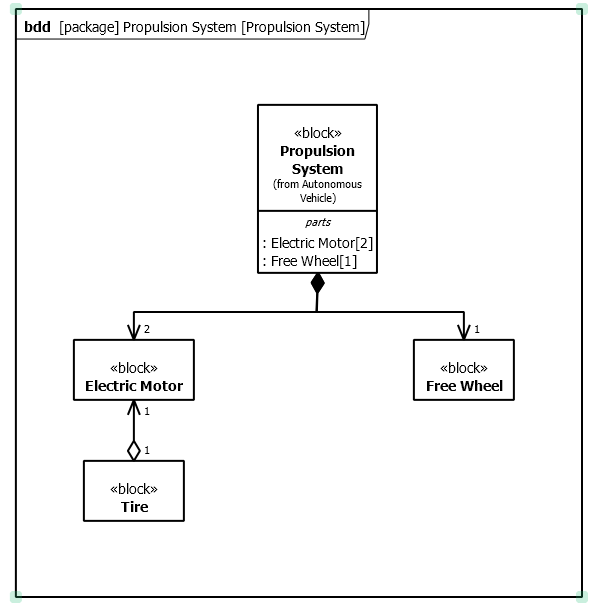 bdd [package] Propulsion System [Propulsion System]
«block»
Propulsion
System
(from Autonomous
Vehicle)
parts
: Electric Motor[2]
: Free Wheel[1]
2
1
«block»
Electric Motor
«block»
Free Wheel
1
1
«block»
Tire